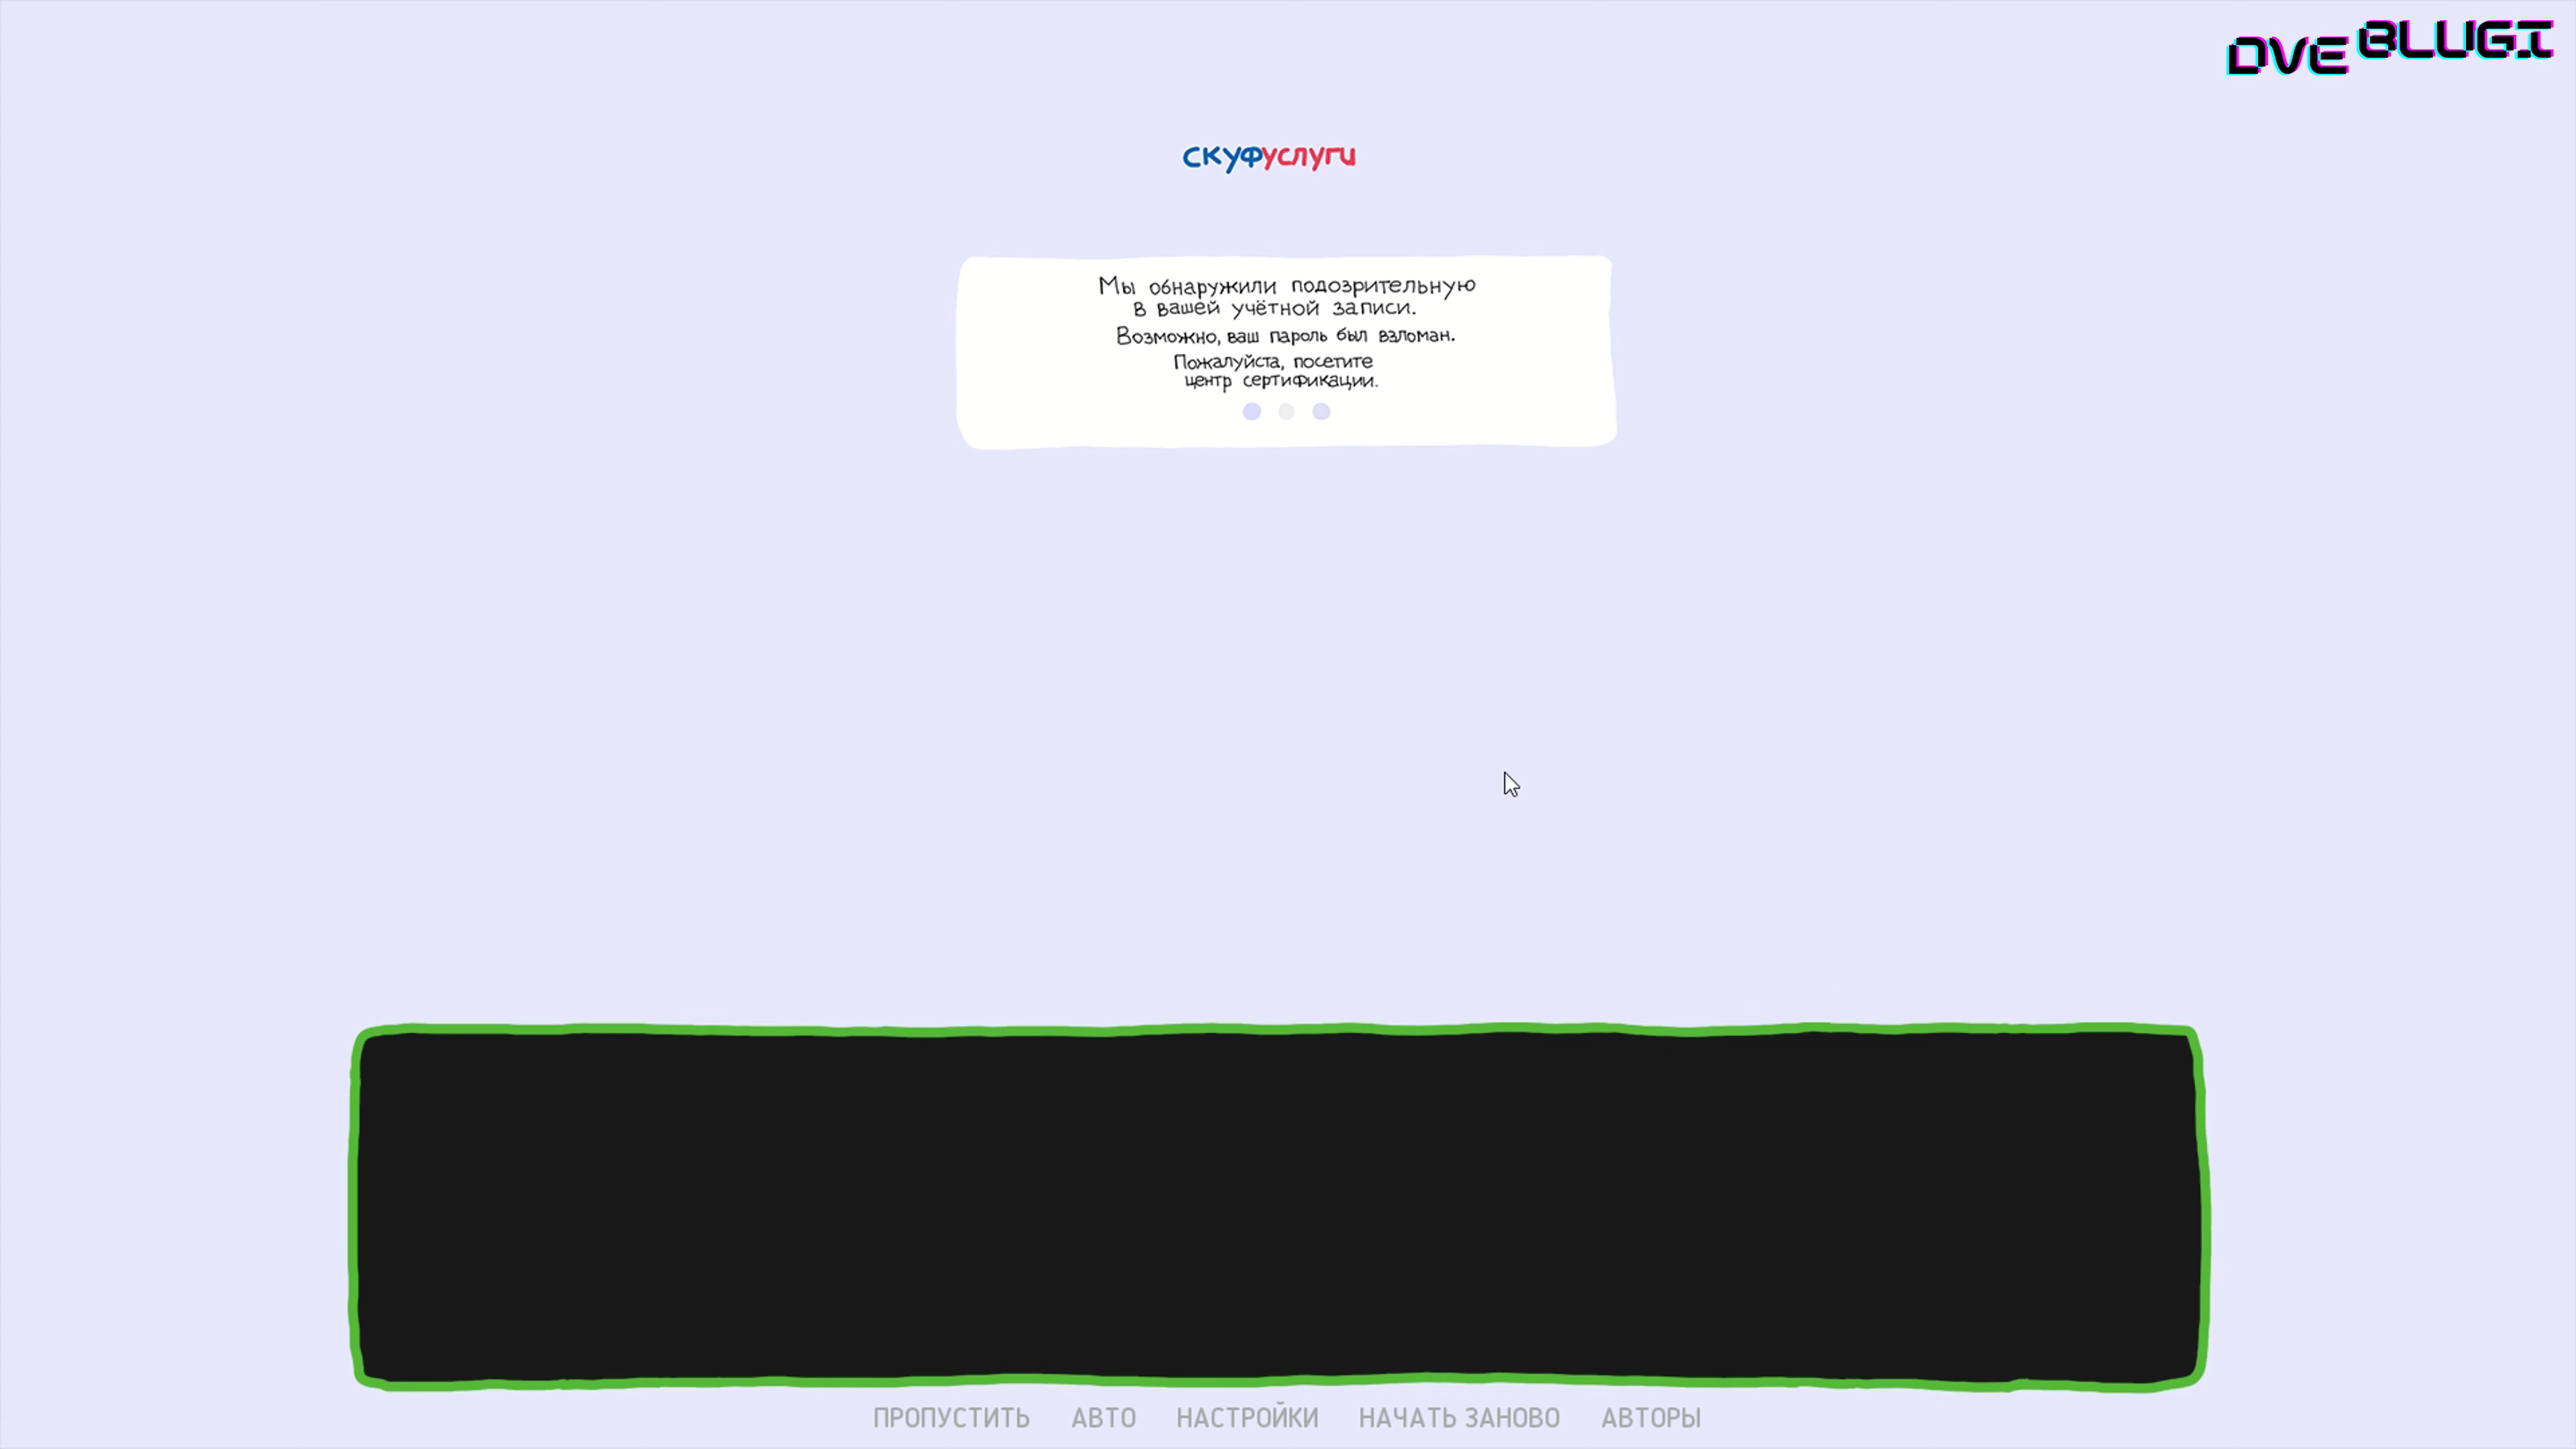 DVE BLUGI
скуфуслуги
Мы обнаружили подозрительную
в вашей учётной записи.
Возможно, ваш пароль был взломан.
Пожалуйста, посетите
центр сертификации.
ПРОПУСТИТЬ АВТО НАСТРОЙКИ НАЧАТЬ ЗАНОВО АВТОРЫ